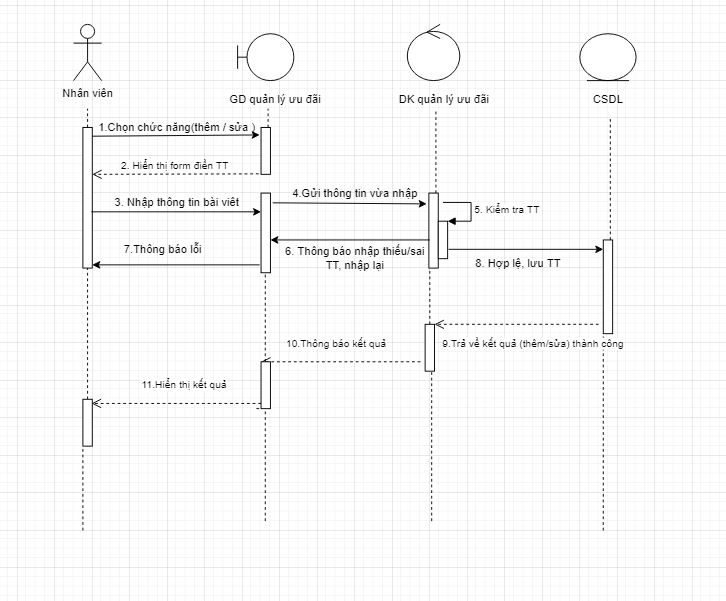 Nhân viên
GD quản lý ưu đãi
DK quản lý ưu đãi
CSDL
1.Chọn chức năng(thêm / sửa )
2. Hiển thị form điền TT
3. Nhập thông tin bài viêt
4.Gửi thông tin vừa nhập
5. Kiểm tra TT
6. Thông báo nhập thiếu/sai
TT, nhập lại
7.Thông báo lỗi
8. Hợp lệ, lưu TT
9.Trả về kết quả (thêm/sửa) thành công
10.Thông báo kết quả
11.Hiển thị kết quả